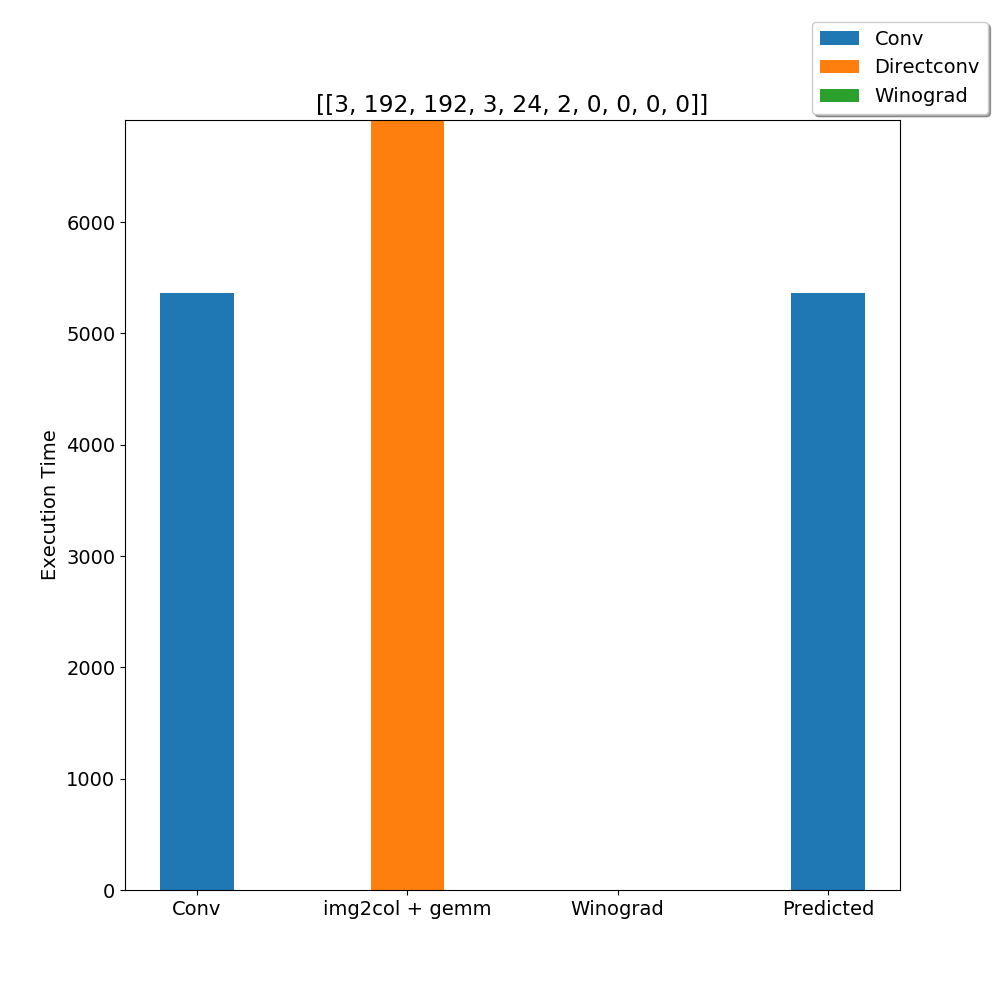 Conv
Directconv
Winograd
[[3, 192, 192, 3, 24, 2, 0, 0, 0, 0]]
6000
5000
4000
3000
2000
1000
0
Execution Time
Conv
img2col + gemm
Winograd
Predicted